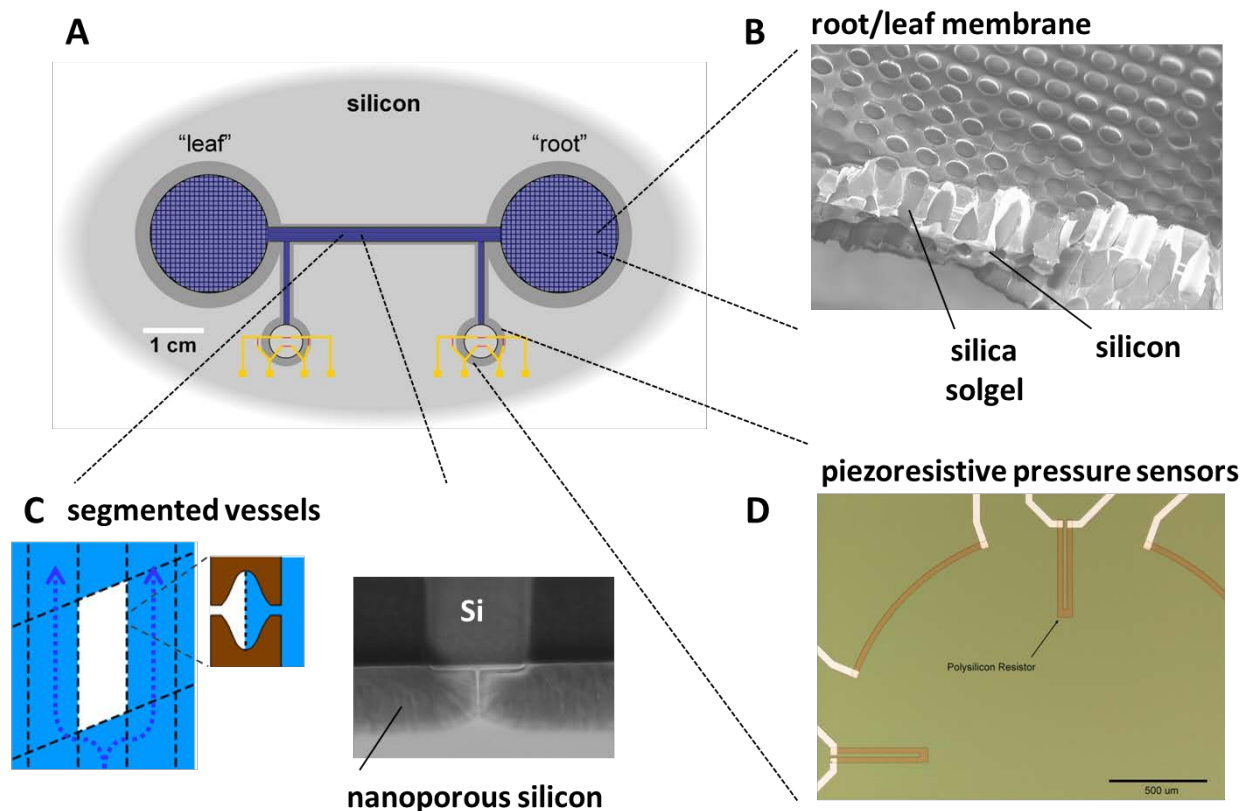 A
silicon
“leaf”
“root”
1 cm
B
root/leaf membrane
silica
solgel
silicon
C segmented vessels
Si
nanoporous silicon
piezoresistive pressure sensors
D
Polysilicon Resistor
500 um